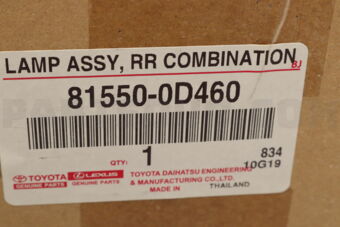 LAMP ASSY, RR COMBINATION
BJ
81550-0D460
QTY: 1
834
10G19
TOYOTA LEXUS
GENUINE PARTS GENUINE PARTS
TOYOTA DAIHATSU ENGINEERING
& MANUFACTURING CO.,LTD.
MADE IN THAILAND